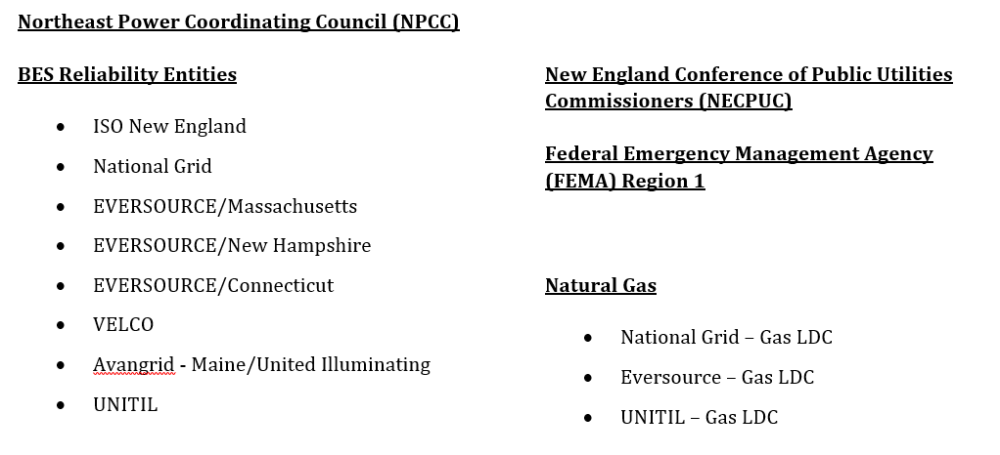 Northeast Power Coordinating Council (NPCC)
BES Reliability Entities
• ISO New England
• National Grid
• EVERSOURCE/Massachusetts
• EVERSOURCE/New Hampshire
• EVERSOURCE/Connecticut
• VELCO
• Avangrid - Maine/United Illuminating
• UNITIL
New England Conference of Public Utilities
Commissioners (NECPUC)
Federal Emergency Management Agency
(FEMA) Region 1
Natural Gas
• National Grid – Gas LDC
• Eversource – Gas LDC
• UNITIL – Gas LDC